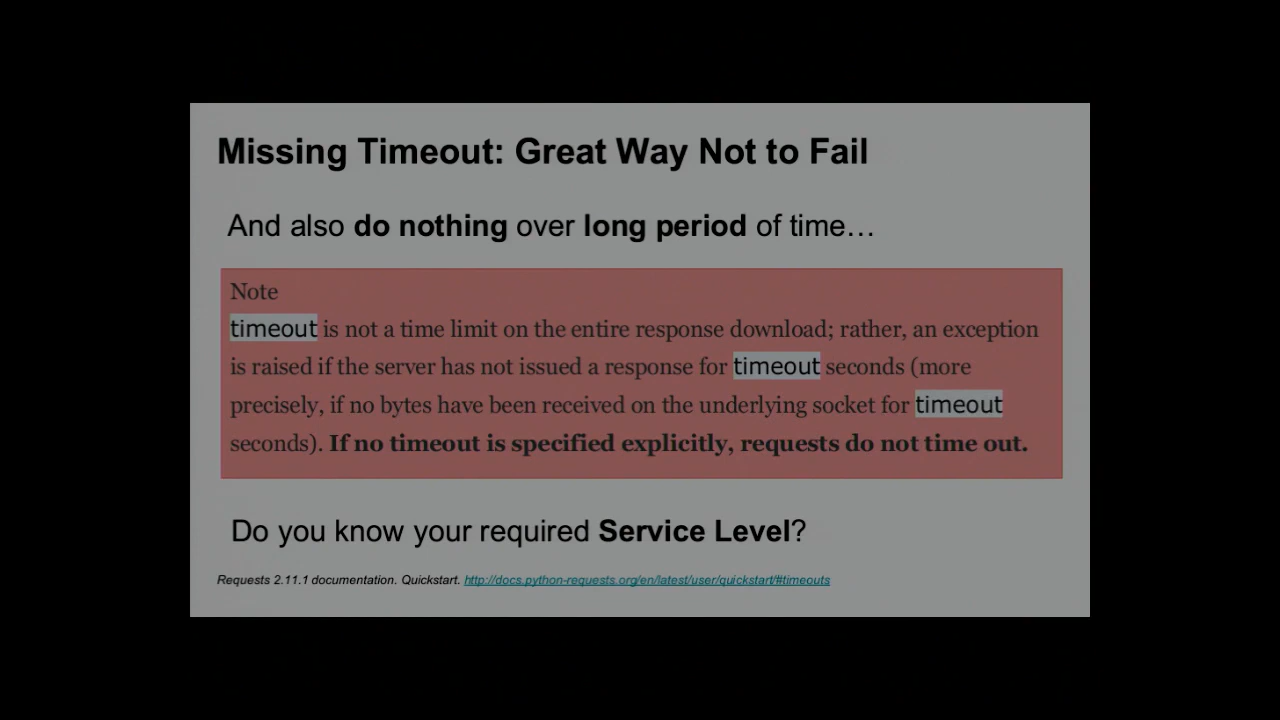 Missing Timeout: Great Way Not to Fail
And also do nothing over long period of time…
Note
timeout is not a time limit on the entire response download; rather, an exception
is raised if the server has not issued a response for timeout seconds (more
precisely, if no bytes have been received on the underlying socket for timeout
seconds). If no timeout is specified explicitly, requests do not time out.
Do you know your required Service Level?
Requests 2.11.1 documentation. Quickstart. http://docs.python-requests.org/en/latest/user/quickstart/#timeouts